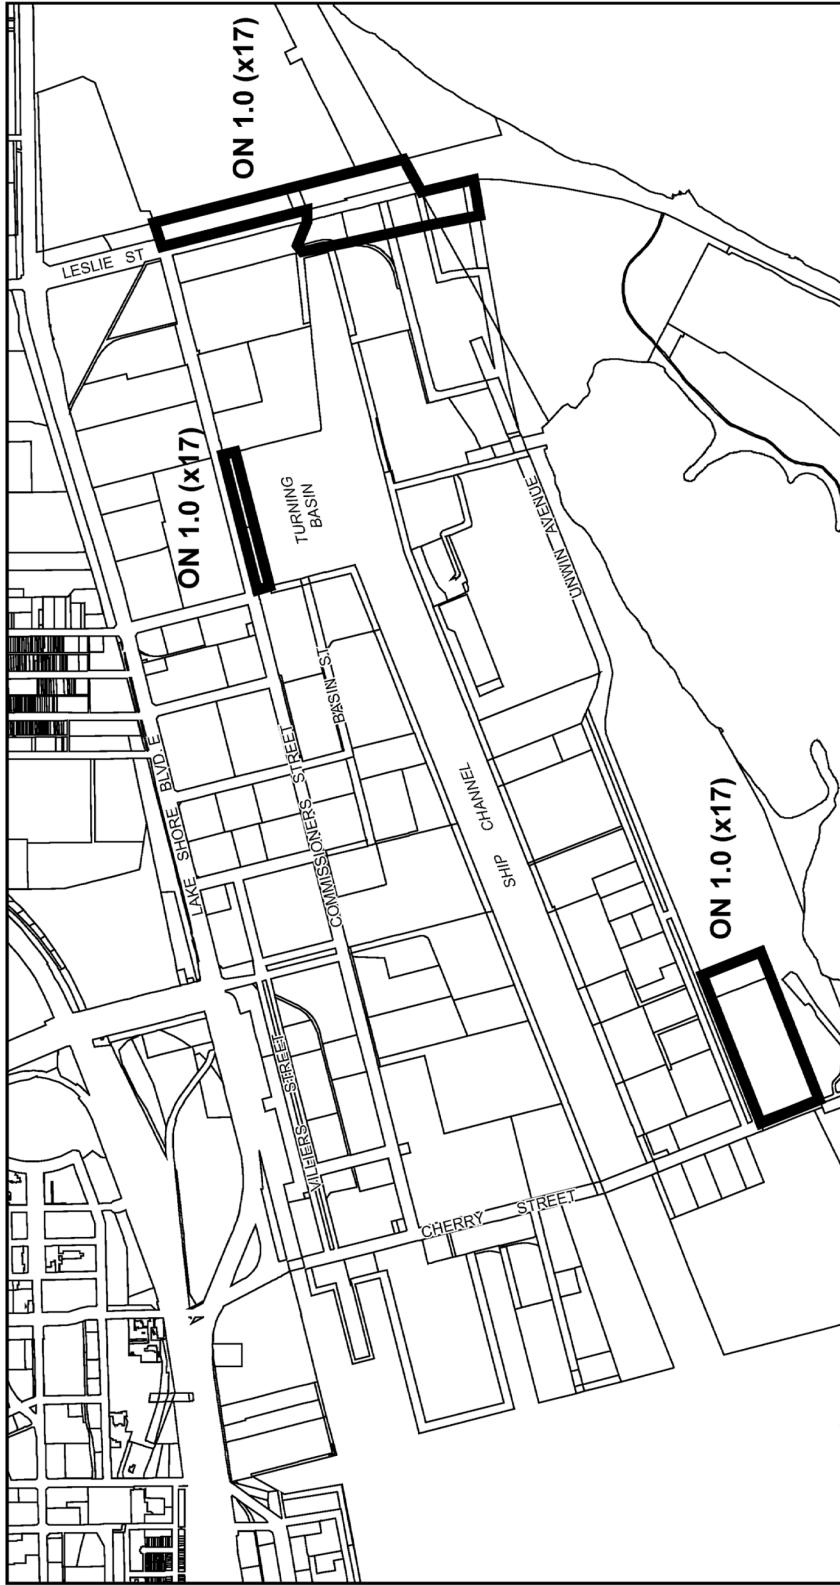 ON 1.0 (x17)
LESLIE ST
ON 1.0 (x17)
TURNING
BASIN
UNWIN AVENUE
BASIN ST
LAKE SHORE BLVD. E
COMMISSIONERS STREET
SHIP CHANNEL
ON 1.0 (x17)
VILLIERS STREET
CHERRY STREET